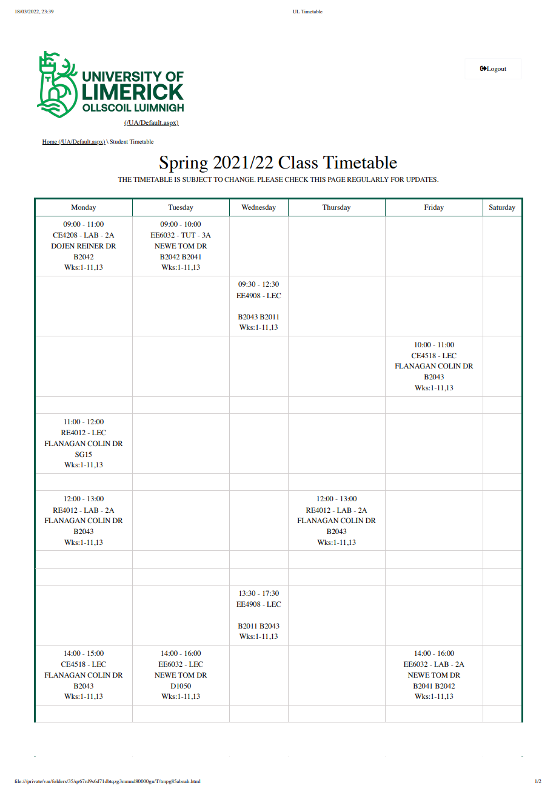 18/02/2022, 23:39
UL Timetable
UNIVERSITY OF
LIMERICK
OLLSCOIL LUIMNIGH
(/UA/Default.aspx)
Logout
Home (/UA/Default.aspx) \ Student Timetable
Spring 2021/22 Class Timetable
THE TIMETABLE IS SUBJECT TO CHANGE. PLEASE CHECK THIS PAGE REGULARLY FOR UPDATES.
Monday Tuesday Wednesday Thursday Friday Saturday
09:00 - 11:00
CE4208 - LAB - 2A
DOJEN REINER DR
B2042
Wks:1-11,13
09:00 - 10:00
EE6032 - TUT - 3A
NEWE TOM DR
B2042 B2041
Wks:1-11,13
09:30 - 12:30
EE4908 - LEC
B2043 B2011
Wks:1-11,13
10:00 - 11:00
CE4518 - LEC
FLANAGAN COLIN DR
B2043
Wks:1-11,13
11:00 - 12:00
RE4012 - LEC
FLANAGAN COLIN DR
SG15
Wks:1-11,13
12:00 - 13:00
RE4012 - LAB - 2A
FLANAGAN COLIN DR
B2043
Wks:1-11,13
12:00 - 13:00
RE4012 - LAB - 2A
FLANAGAN COLIN DR
B2043
Wks:1-11,13
13:30 - 17:30
EE4908 - LEC
B2011 B2043
Wks:1-11,13
14:00 - 15:00
CE4518 - LEC
FLANAGAN COLIN DR
B2043
Wks:1-11,13
14:00 - 16:00
EE6032 - LEC
NEWE TOM DR
D1050
Wks:1-11,13
14:00 - 16:00
EE6032 - LAB - 2A
NEWE TOM DR
B2041 B2042
Wks:1-11,13
1/2